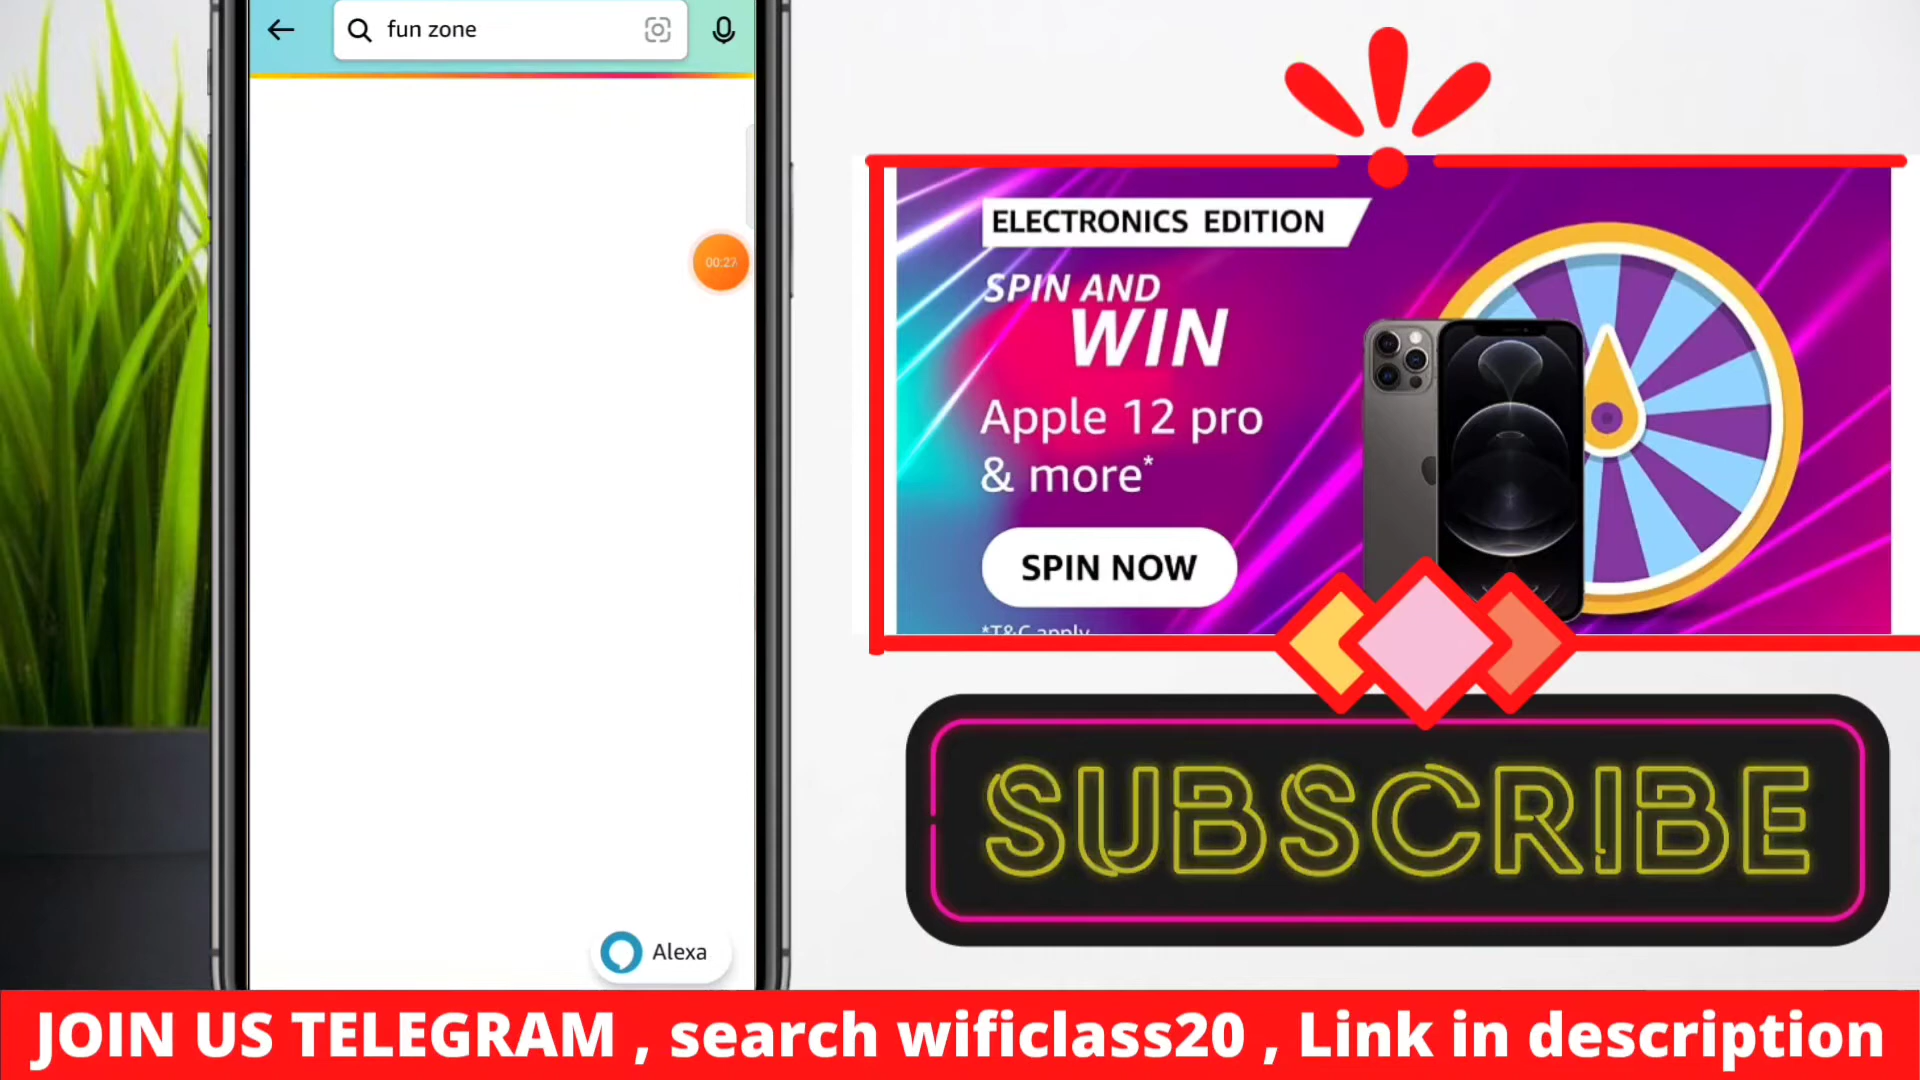 fun zone
00:27
ELECTRONICS EDITION
SPIN AND
WIN
Apple 12 pro
& more*
SPIN NOW
*T&C apply
SUBSCRIBE
Alexa
JOIN US TELEGRAM , search wificlass20 , Link in description